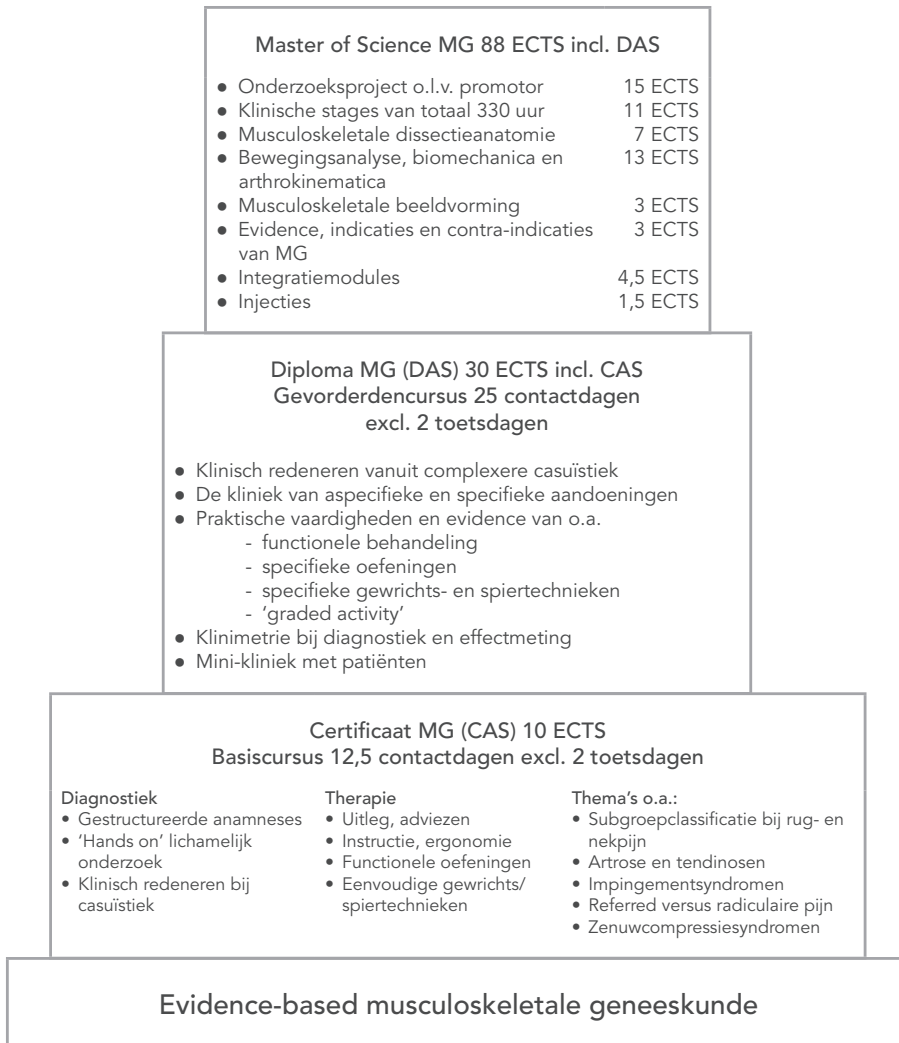 Master of Science MG 88 ECTS incl. DAS
● Onderzoeksproject o.l.v. promotor 15 ECTS
● Klinische stages van totaal 330 uur 11 ECTS
● Musculoskeletale dissectieanatomie 7 ECTS
● Bewegingsanalyse, biomechanica en 13 ECTS
arthrokinematica
● Musculoskeletale beeldvorming 3 ECTS
● Evidence, indicaties en contra-indicaties 3 ECTS
van MG
● Integratiemodules 4,5 ECTS
● Injecties 1,5 ECTS
Diploma MG (DAS) 30 ECTS incl. CAS
Gevorderdencursus 25 contactdagen
excl. 2 toetsdagen
● Klinisch redeneren vanuit complexere casuïstiek
● De kliniek van aspecifieke en specifieke aandoeningen
● Praktische vaardigheden en evidence van o.a.
- functionele behandeling
- specifieke oefeningen
- specifieke gewrichts- en spiertechnieken
- 'graded activity'
● Klinimetrie bij diagnostiek en effectmeting
● Mini-kliniek met patiënten
Certificaat MG (CAS) 10 ECTS
Basiscursus 12,5 contactdagen excl. 2 toetsdagen
Diagnostiek
• Gestructureerde anamneses
• 'Hands on' lichamelijk
onderzoek
• Klinisch redeneren bij
casuïstiek
Therapie
• Uitleg, adviezen
• Instructie, ergonomie
• Functionele oefeningen
• Eenvoudige gewrichts/
spiertechnieken
Thema's o.a.:
• Subgroepclassificatie bij rug- en
nekpijn
• Artrose en tendinosen
• Impingementsyndromen
• Referred versus radiculaire pijn
• Zenuwcompressiesyndromen
Evidence-based musculoskeletale geneeskunde